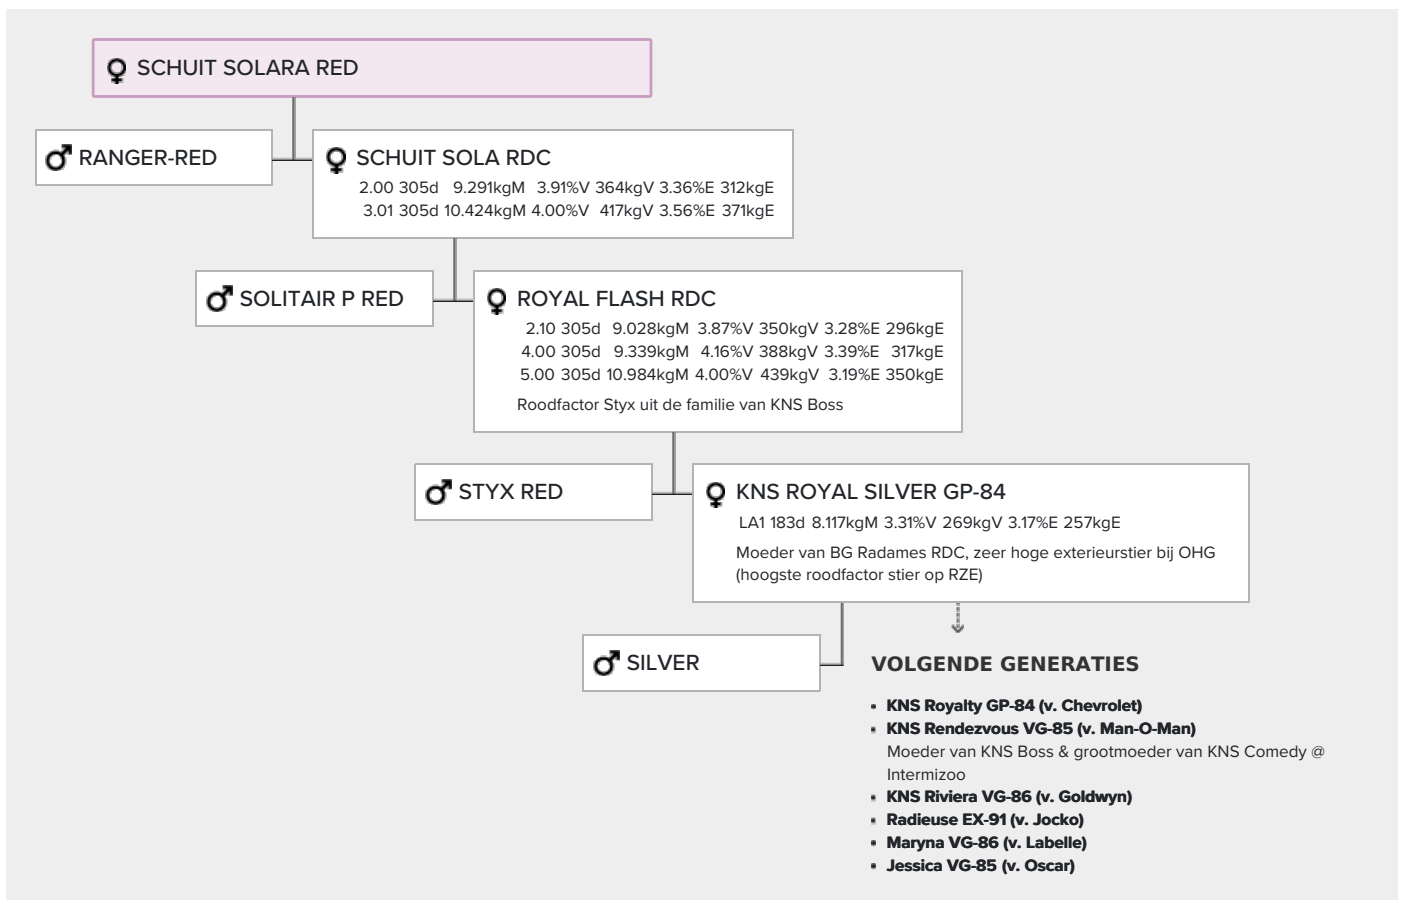 SCHUIT SOLARA RED
RANGER-RED
SCHUIT SOLA RDC
2.00 305d 9.291kgM 3.91%V 364kgV 3.36%E 312kgE
3.01 305d 10.424kgM 4.00%V 417kgV 3.56%E 371kgE
SOLITAIR P RED
ROYAL FLASH RDC
2.10 305d 9.028kgM 3.87%V 350kgV 3.28%E 296kgE
4.00 305d 9.339kgM 4.16%V 388kgV 3.39%E 317kgE
5.00 305d 10.984kgM 4.00%V 439kgV 3.19%E 350kgE
Roodfactor Styx uit de familie van KNS Boss
STYX RED
KNS ROYAL SILVER GP-84
LA1 183d 8.117kgM 3.31%V 269kgV 3.17%E 257kgE
Moeder van BG Radames RDC, zeer hoge exterieurstier bij OHG
(hoogste roodfactor stier op RZE)
SILVER
VOLGENDE GENERATIES
▪ KNS Royalty GP-84 (v. Chevrolet)
▪ KNS Rendezvous VG-85 (v. Man-O-Man)
Moeder van KNS Boss & grootmoeder van KNS Comedy @
Intermizoo
▪ KNS Riviera VG-86 (v. Goldwyn)
▪ Radieuse EX-91 (v. Jocko)
▪ Maryna VG-86 (v. Labelle)
▪ Jessica VG-85 (v. Oscar)